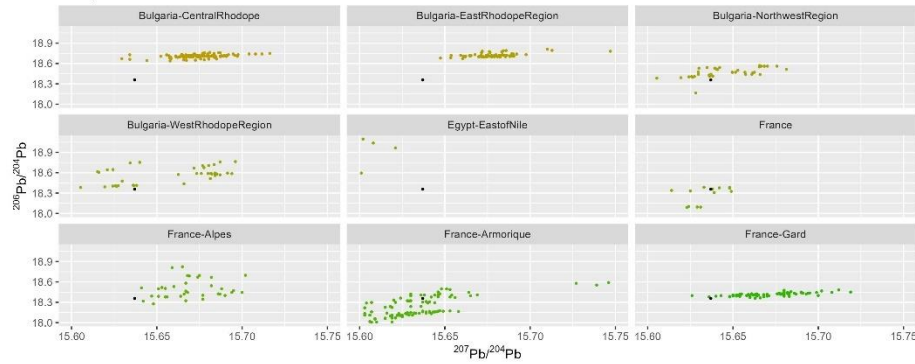 Bulgaria-CentralRhodope
Bulgaria-EastRhodopeRegion
Bulgaria-NorthwestRegion
18.9
18.6
18.3
18.0
Bulgaria-WestRhodopeRegion
Egypt-EastofNile
France
206Pb/204Pb
18.9
18.6
18.3
18.0
France-Alpes
France-Armorique
France-Gard
18.9
18.6
18.3
18.0
15.60 15.65 15.70 15.75 15.60 15.65 15.70 15.75 15.60 15.65 15.70 15.75
207Pb/204Pb